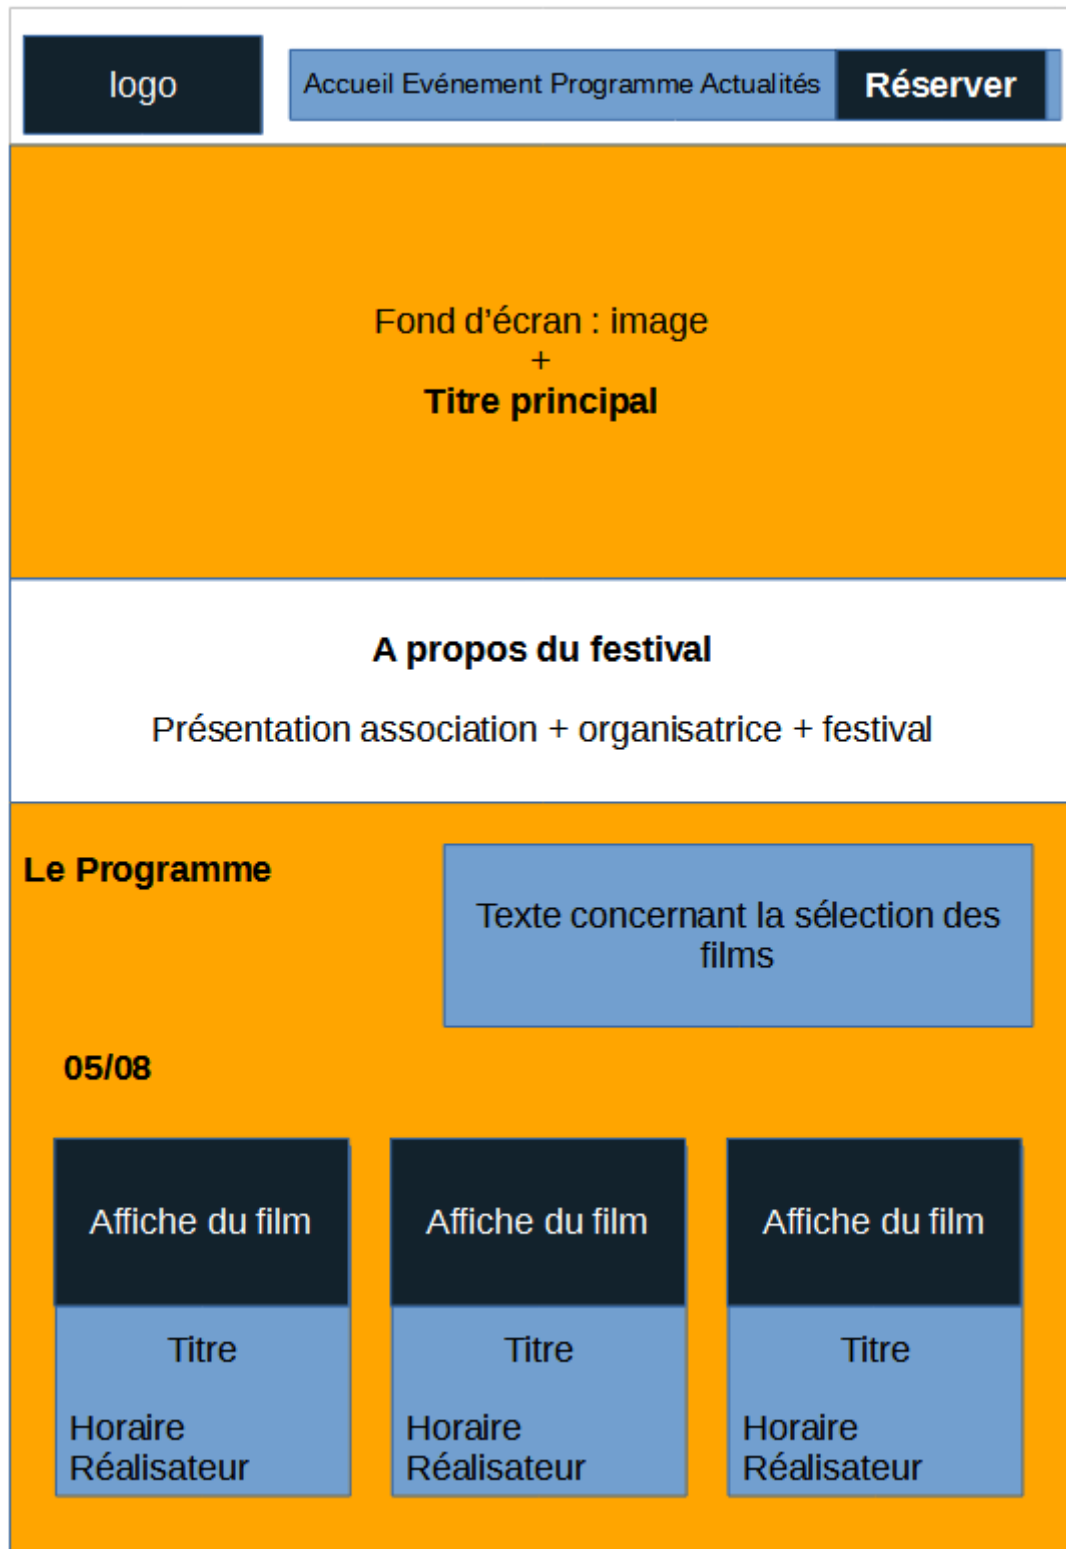 logo
Accueil Evénement Programme Actualités
Réserver
Fond d’écran : image
+
Titre principal
A propos du festival
Présentation association + organisatrice + festival
Le Programme
Texte concernant la sélection des
films
05/08
Affiche du film
Titre
Horaire
Réalisateur
Affiche du film
Titre
Horaire
Réalisateur
Affiche du film
Titre
Horaire
Réalisateur